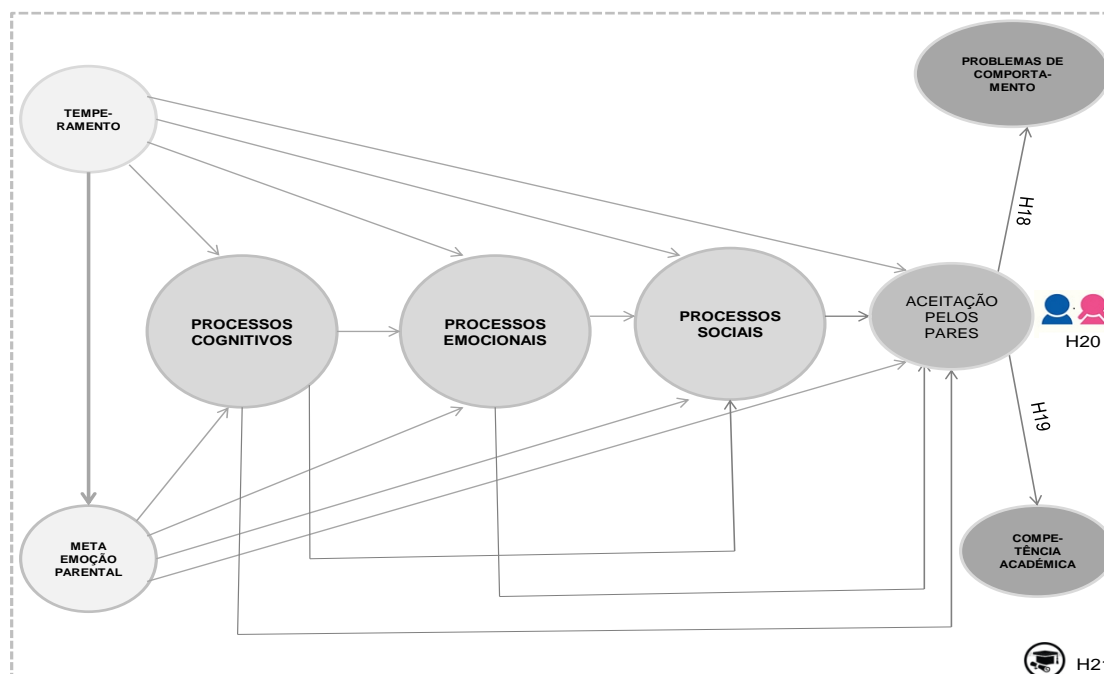 TEMPE-
RAMENTO
PROBLEMAS DE
COMPORTA-
MENTO
H18
PROCESSOS
COGNITIVOS
PROCESSOS
EMOCIONAIS
PROCESSOS
SOCIAIS
ACEITAÇÃO
PELOS
PARES
H20
H19
META
EMOÇÃO
PARENTAL
COMPE-
TÊNCIA
ACADÉMICA